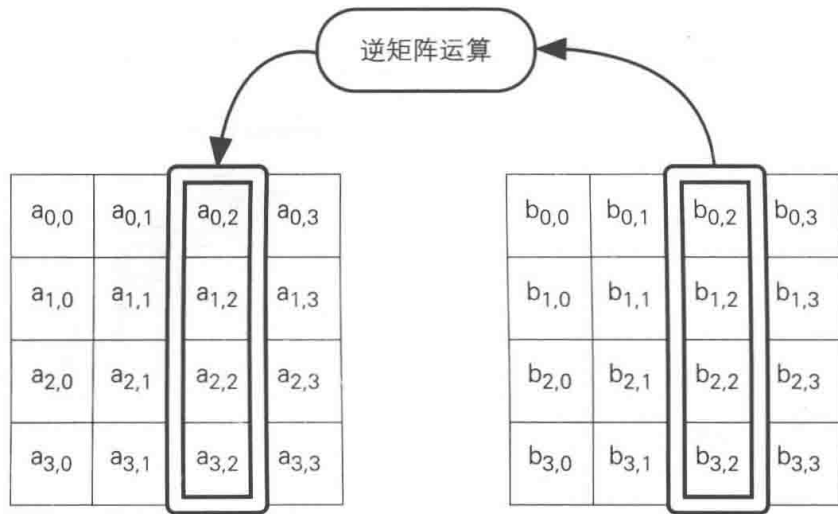 逆矩阵运算
a0,0 a0,1 a0,2 a0,3 b0,0 b0,1 b0,2 b0,3
a1,0 a1,1 a1,2 a1,3 b1,0 b1,1 b1,2 b1,3
a2,0 a2,1 a2,2 a2,3 b2,0 b2,1 b2,2 b2,3
a3,0 a3,1 a3,2 a3,3 b3,0 b3,1 b3,2 b3,3